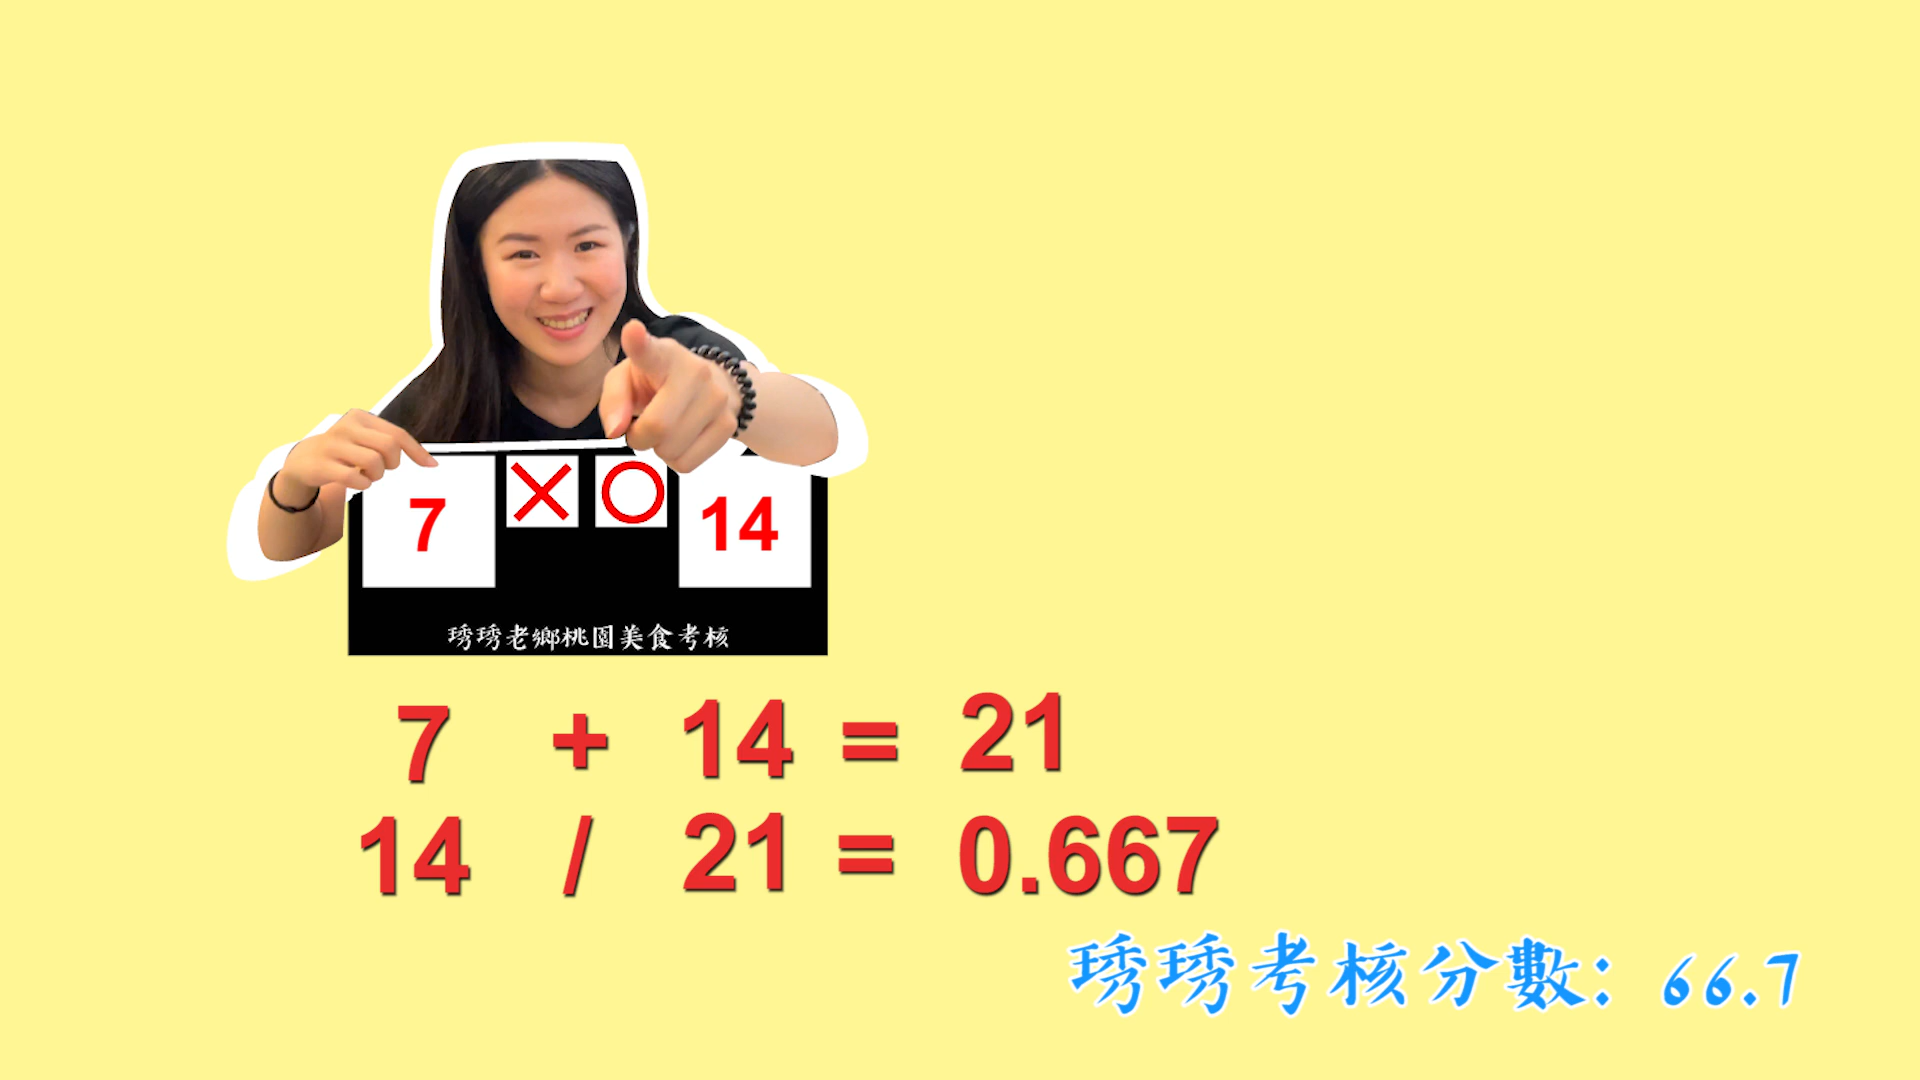 7 ✕ ○ 14
琇琇老鄉桃園美食考核
7 + 14 = 21
14 / 21 = 0.667
琇琇考核分數: 66.7